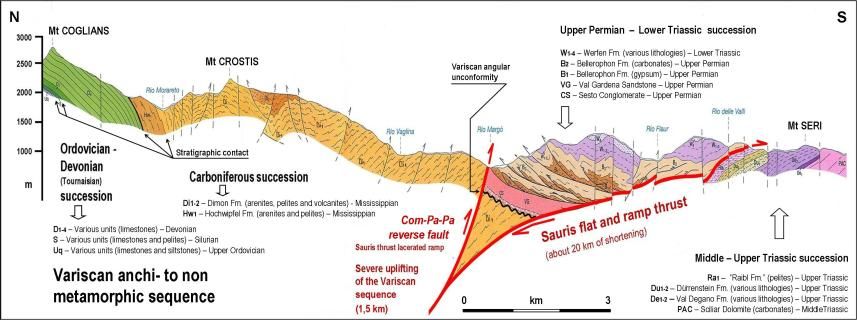 N
S
Mt COGLIANS
3000
2500
2000
1500
1000
m
Mt CROSTIS
Rio Moraretto
Rio Vaglina
Rio Margò
Rio Fiaur
Rio delle Valli
Mt SERI
Upper Permian – Lower Triassic succession
W1-4 – Werfen Fm. (various lithologies) – Lower Triassic
B2 – Bellerophon Fm. (carbonates) – Upper Permian
B1 – Bellerophon Fm. (gypsum) – Upper Permian
VG – Val Gardena Sandstone – Upper Permian
CS – Sesto Conglomerate – Upper Permian
Variscan angular
unconformity
Stratigraphic contact
Ordovician -
Devonian
(Tournaisian)
succession
D1-4 – Various units (limestones) – Devonian
S – Various units (limestones and pelites) – Silurian
Uq – Various units (limestones and siltstones) – Upper Ordovician
Carboniferous succession
Di1-2 – Dimon Fm. (arenites, pelites and volcanites) - Mississippian
Hw1 – Hochwipfel Fm. (arenites and pelites) – Mississippian
Variscan anchi- to non
metamorphic sequence
Com-Pa-Pa
reverse fault
Sauris thrust lacerated ramp
Severe uplifting
of the Variscan
sequence
(1,5 km)
Sauris flat and ramp thrust
(about 20 km of shortening)
CS
VG
PAC
0
km
3
Middle – Upper Triassic succession
Ra1 – "Raibl Fm." (pelites) – Upper Triassic
Du1-2 – Dürrenstein Fm. (various lithologies) – Upper Triassic
De1-2 – Val Degano Fm. (various lithologies) – Upper Triassic
PAC – Sciliar Dolomite (carbonates) – MiddleTriassic